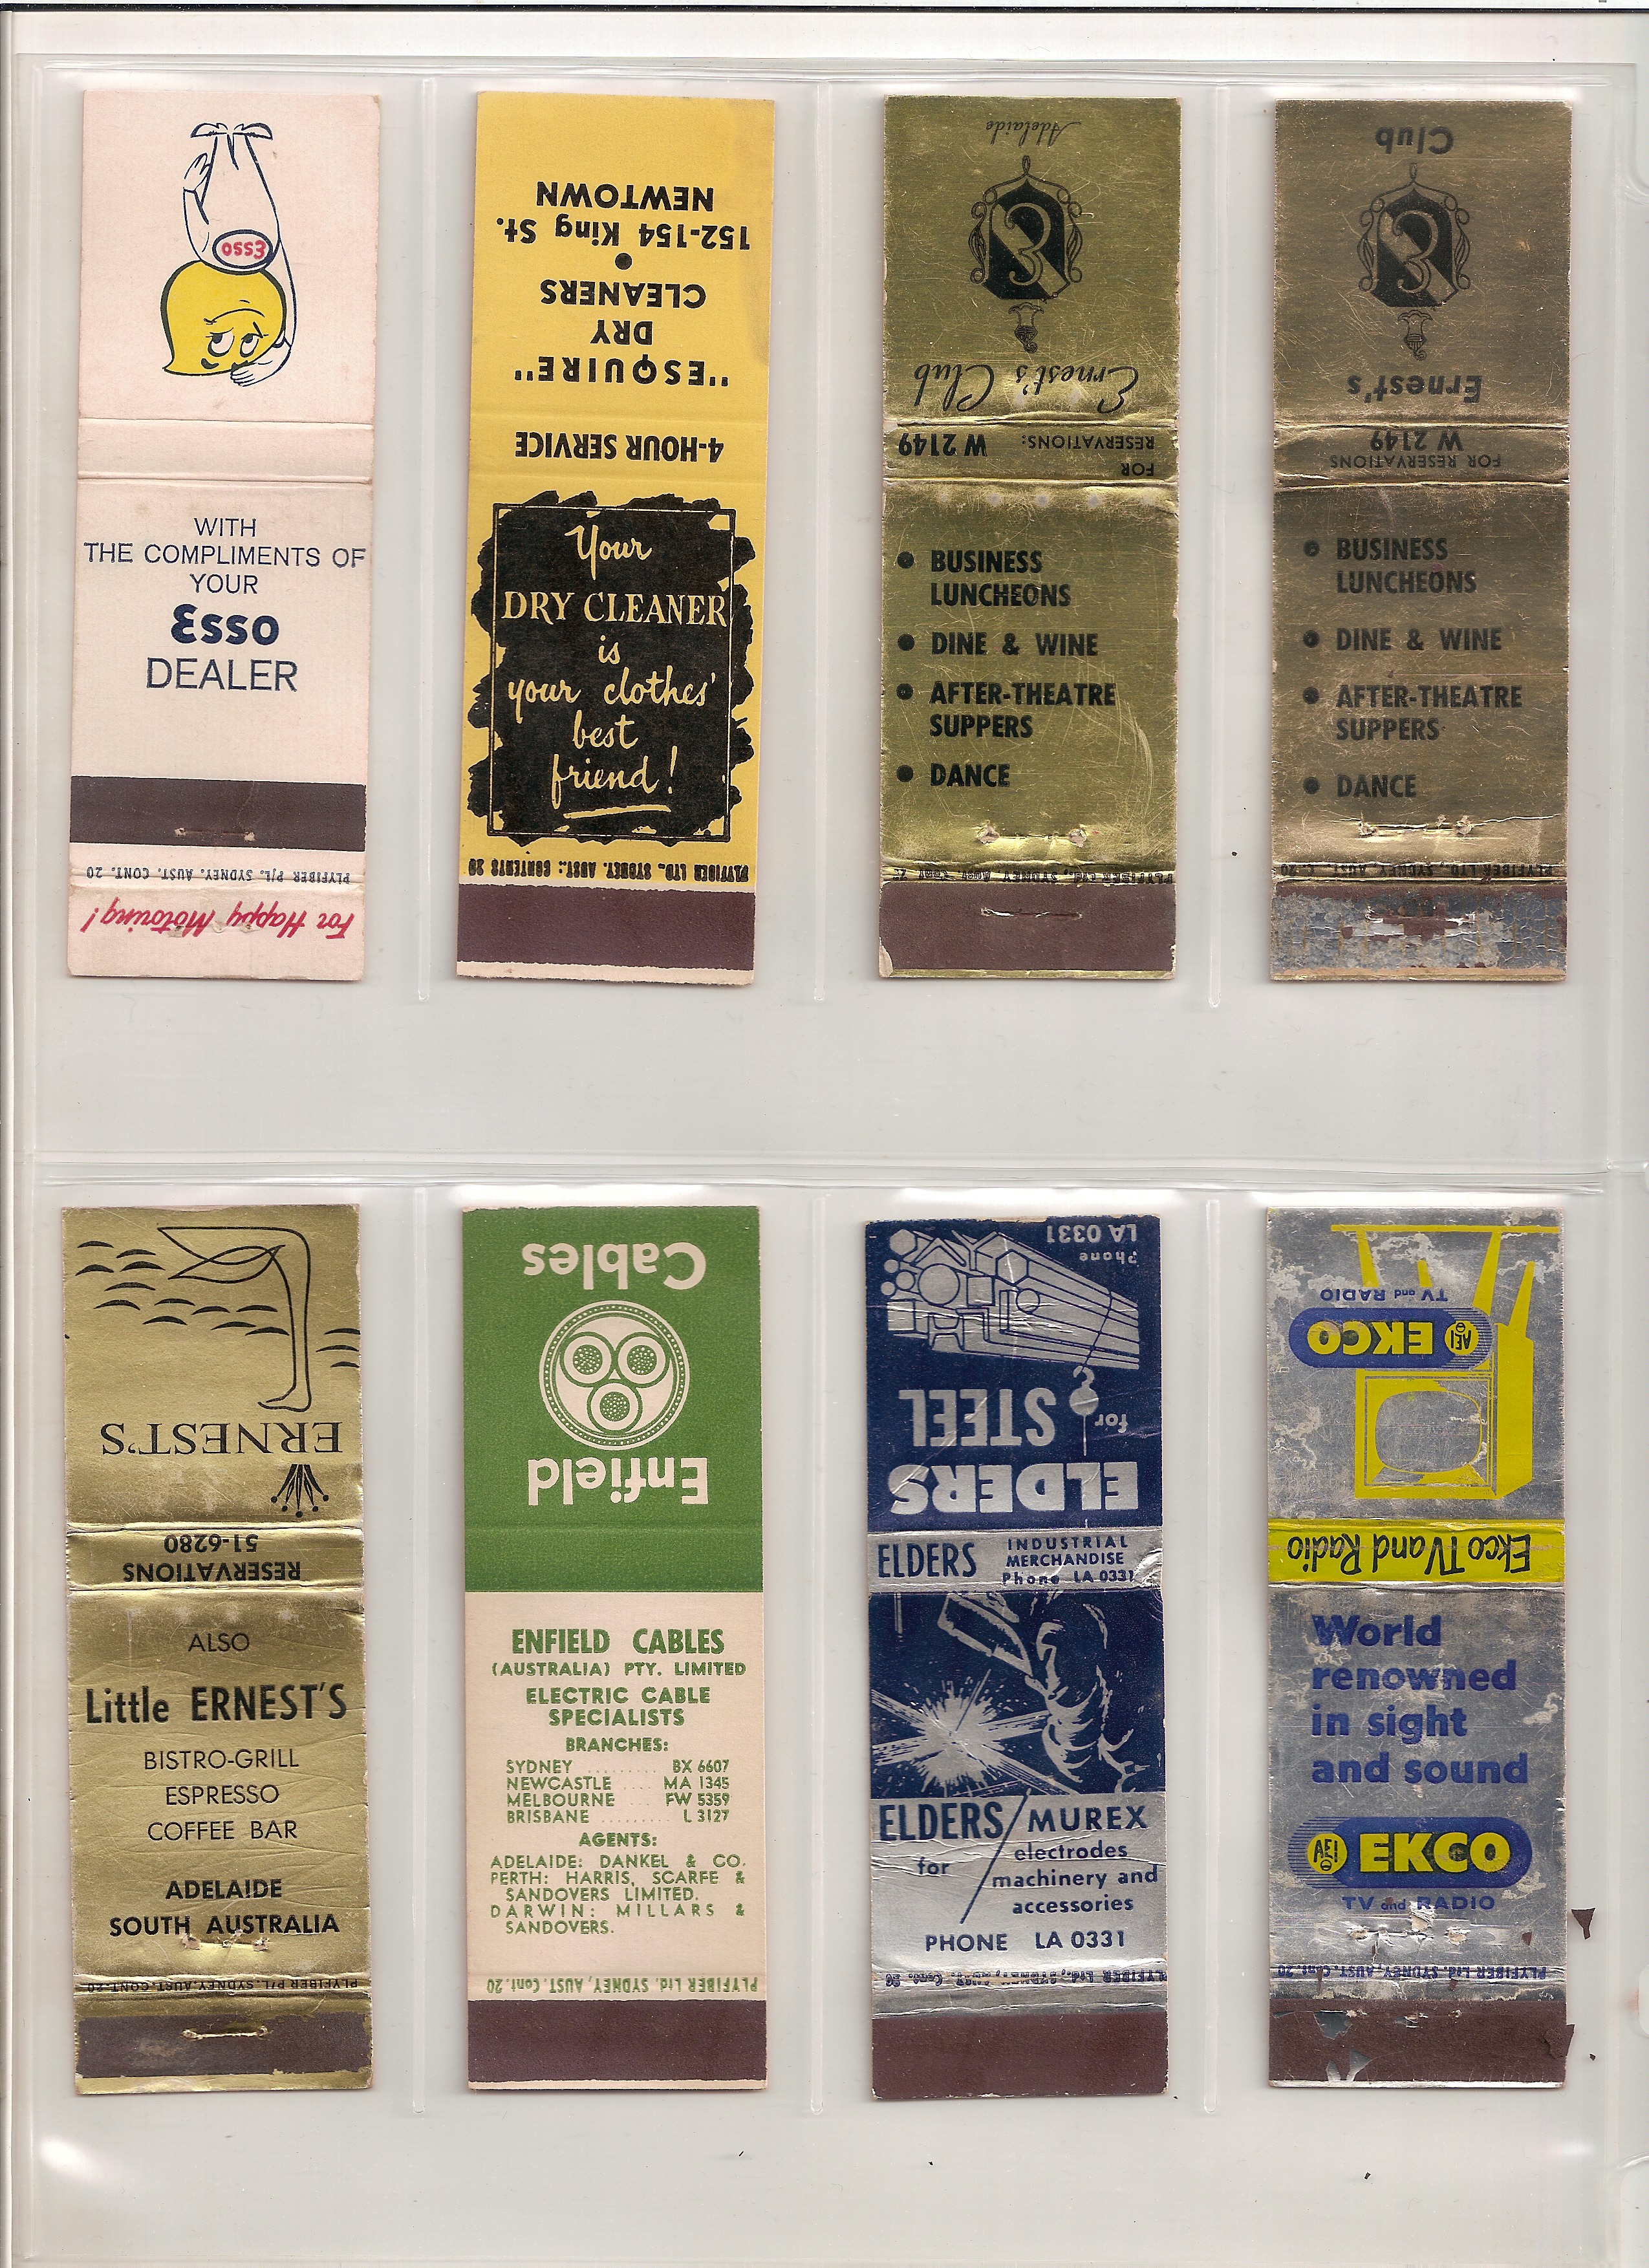 Esso
WITH
THE COMPLIMENTS OF
YOUR
Esso
DEALER
PLYFIBER P/L. SYDNEY. AUST. CONT. 20
For Happy Motoring!
"ESQUIRE"
DRY
CLEANERS
152-154 King St.
NEWTOWN
4-HOUR SERVICE
Your
DRY CLEANER
is
your clothes'
best
friend!
PLYFIBER LTD., SYDNEY. AUST.: CONTENTS 20
Ernest's Club
E
Adelaide
FOR
RESERVATIONS: W 2149
• BUSINESS
LUNCHEONS
• DINE & WINE
• AFTER-THEATRE
SUPPERS
• DANCE
PLYFIBER Ltd, SYDNEY
Ernest's
E
Club
FOR RESERVATIONS
W 2149
• BUSINESS
LUNCHEONS
• DINE & WINE
• AFTER-THEATRE
SUPPERS
• DANCE
PLYFIBER LTD, SYDNEY, AUST C. 20
ERNEST'S
RESERVATIONS
51-6280
ALSO
Little ERNEST'S
BISTRO-GRILL
ESPRESSO
COFFEE BAR
ADELAIDE
SOUTH AUSTRALIA
PLYFIBER P/L. SYDNEY. AUST. CONT. 20
Enfield
Cables
ENFIELD CABLES
(AUSTRALIA) PTY. LIMITED
ELECTRIC CABLE
SPECIALISTS
BRANCHES:
SYDNEY ......... BX 6607
NEWCASTLE .... MA 1345
MELBOURNE ... FW 5359
BRISBANE ......... L 3127
AGENTS:
ADELAIDE: DANKEL & CO.
PERTH: HARRIS, SCARFE &
SANDOVERS LIMITED.
DARWIN: MILLARS &
SANDOVERS.
PLYFIBER Ltd. SYDNEY, AUST Cont. 20
ELDERS
for
STEEL
Phone
LA 0331
ELDERS INDUSTRIAL
MERCHANDISE
Phone LA 0331
ELDERS/MUREX
for electrodes
machinery and
accessories
PHONE LA 0331
PLYFIBER Ltd.,
AEI EKCO
TV and RADIO
Ekco TV and Radio
World
renowned
in sight
and sound
AEI EKCO
TV and RADIO
PLYFIBER Ltd. SYDNEY, AUST. Cont. 20